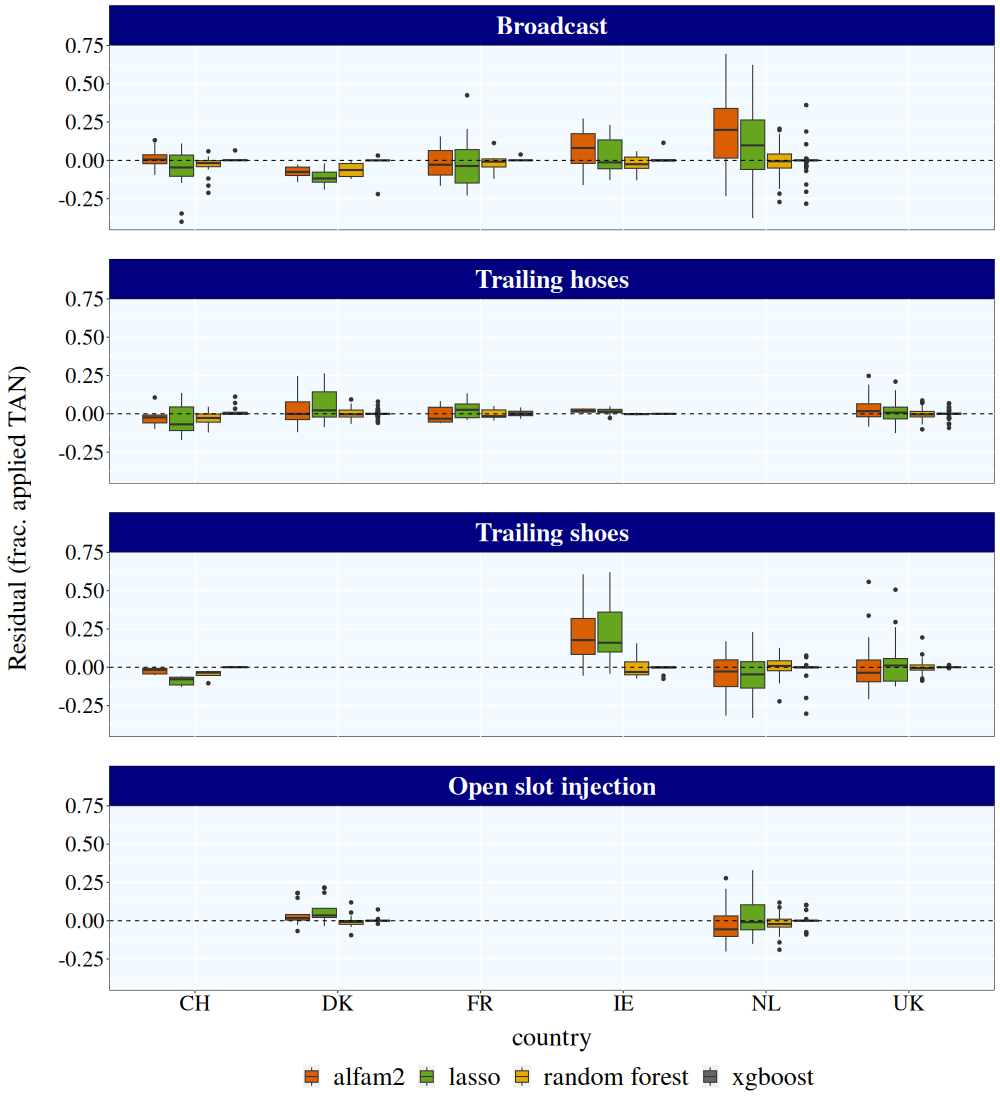 Broadcast
0.75
0.50
0.25
0.00
-0.25
Trailing hoses
0.75
0.50
0.25
0.00
-0.25
Residual (frac. applied TAN)
Trailing shoes
0.75
0.50
0.25
0.00
-0.25
Open slot injection
0.75
0.50
0.25
0.00
-0.25
CH DK FR IE NL UK
country
alfam2 lasso random forest xgboost